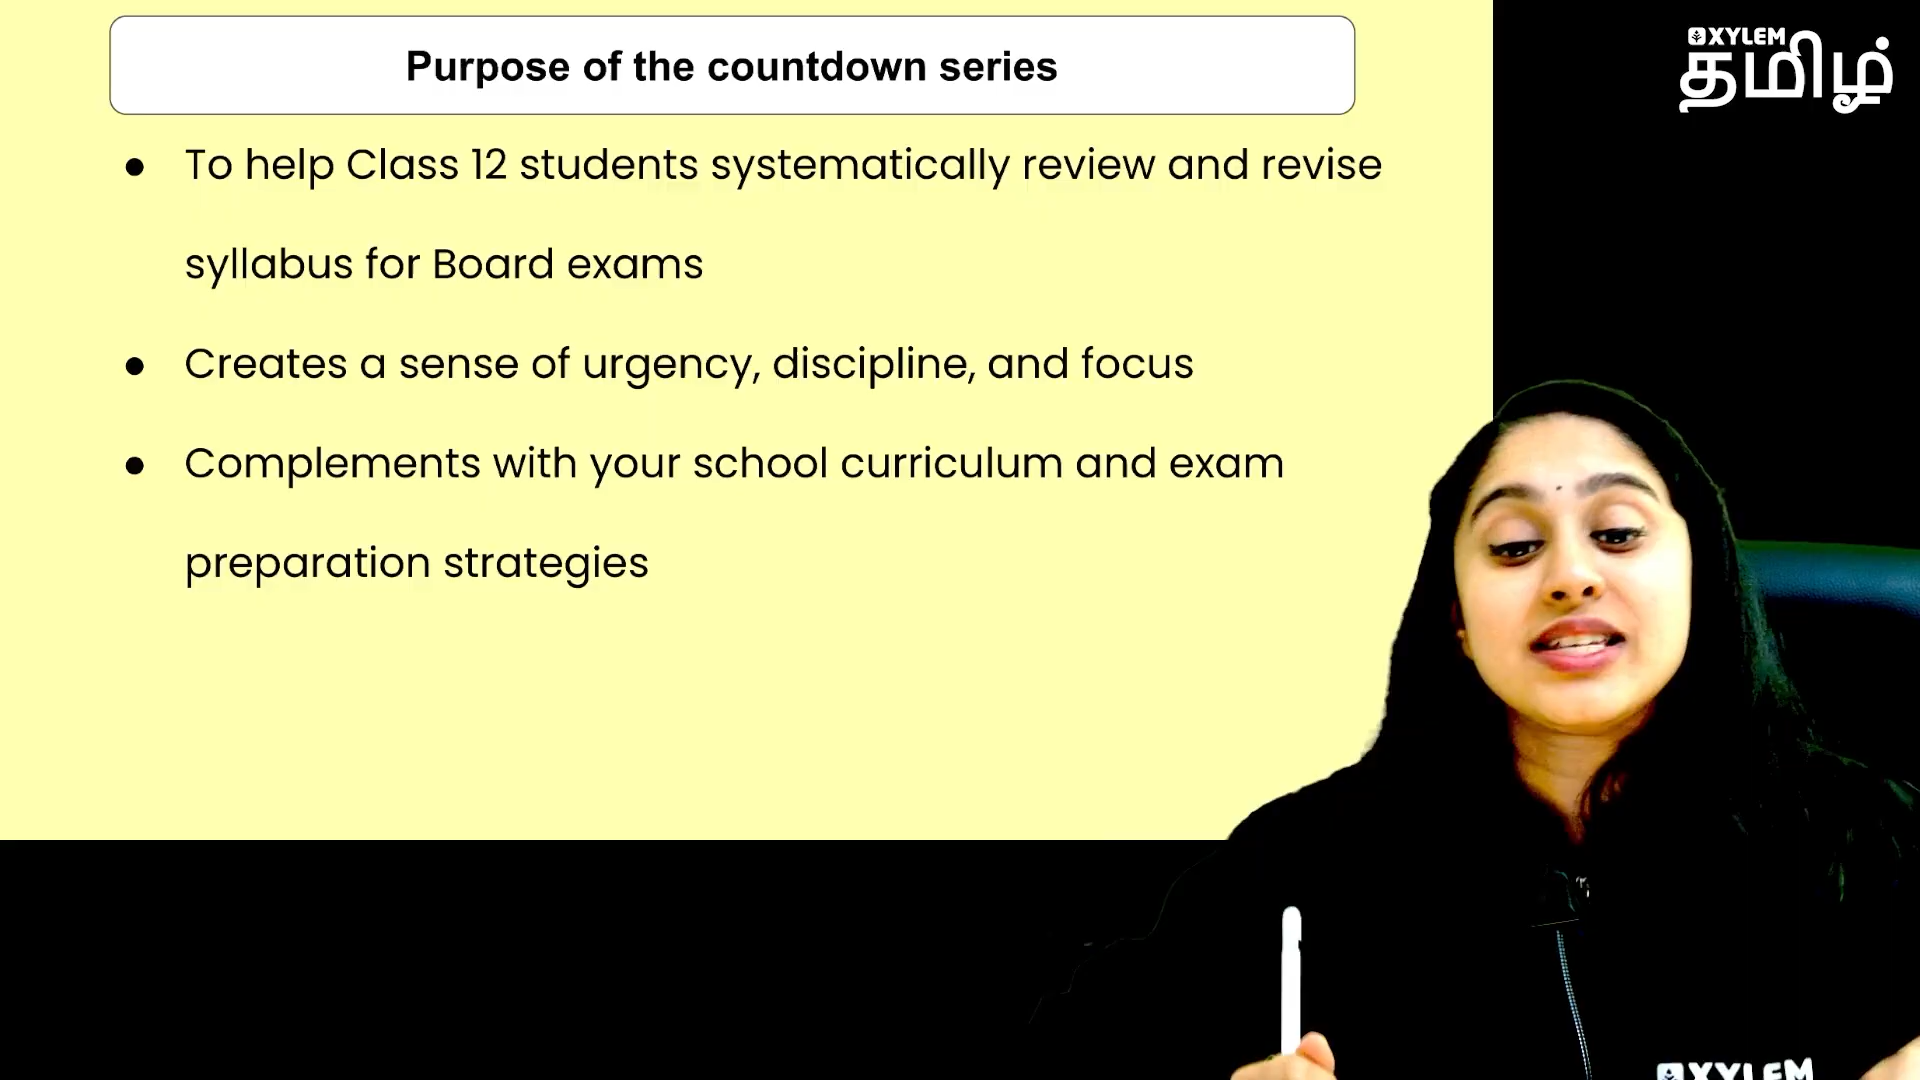 Purpose of the countdown series
XYLEM
தமிழ்
● To help Class 12 students systematically review and revise
syllabus for Board exams
● Creates a sense of urgency, discipline, and focus
● Complements with your school curriculum and exam
preparation strategies
XYLEM